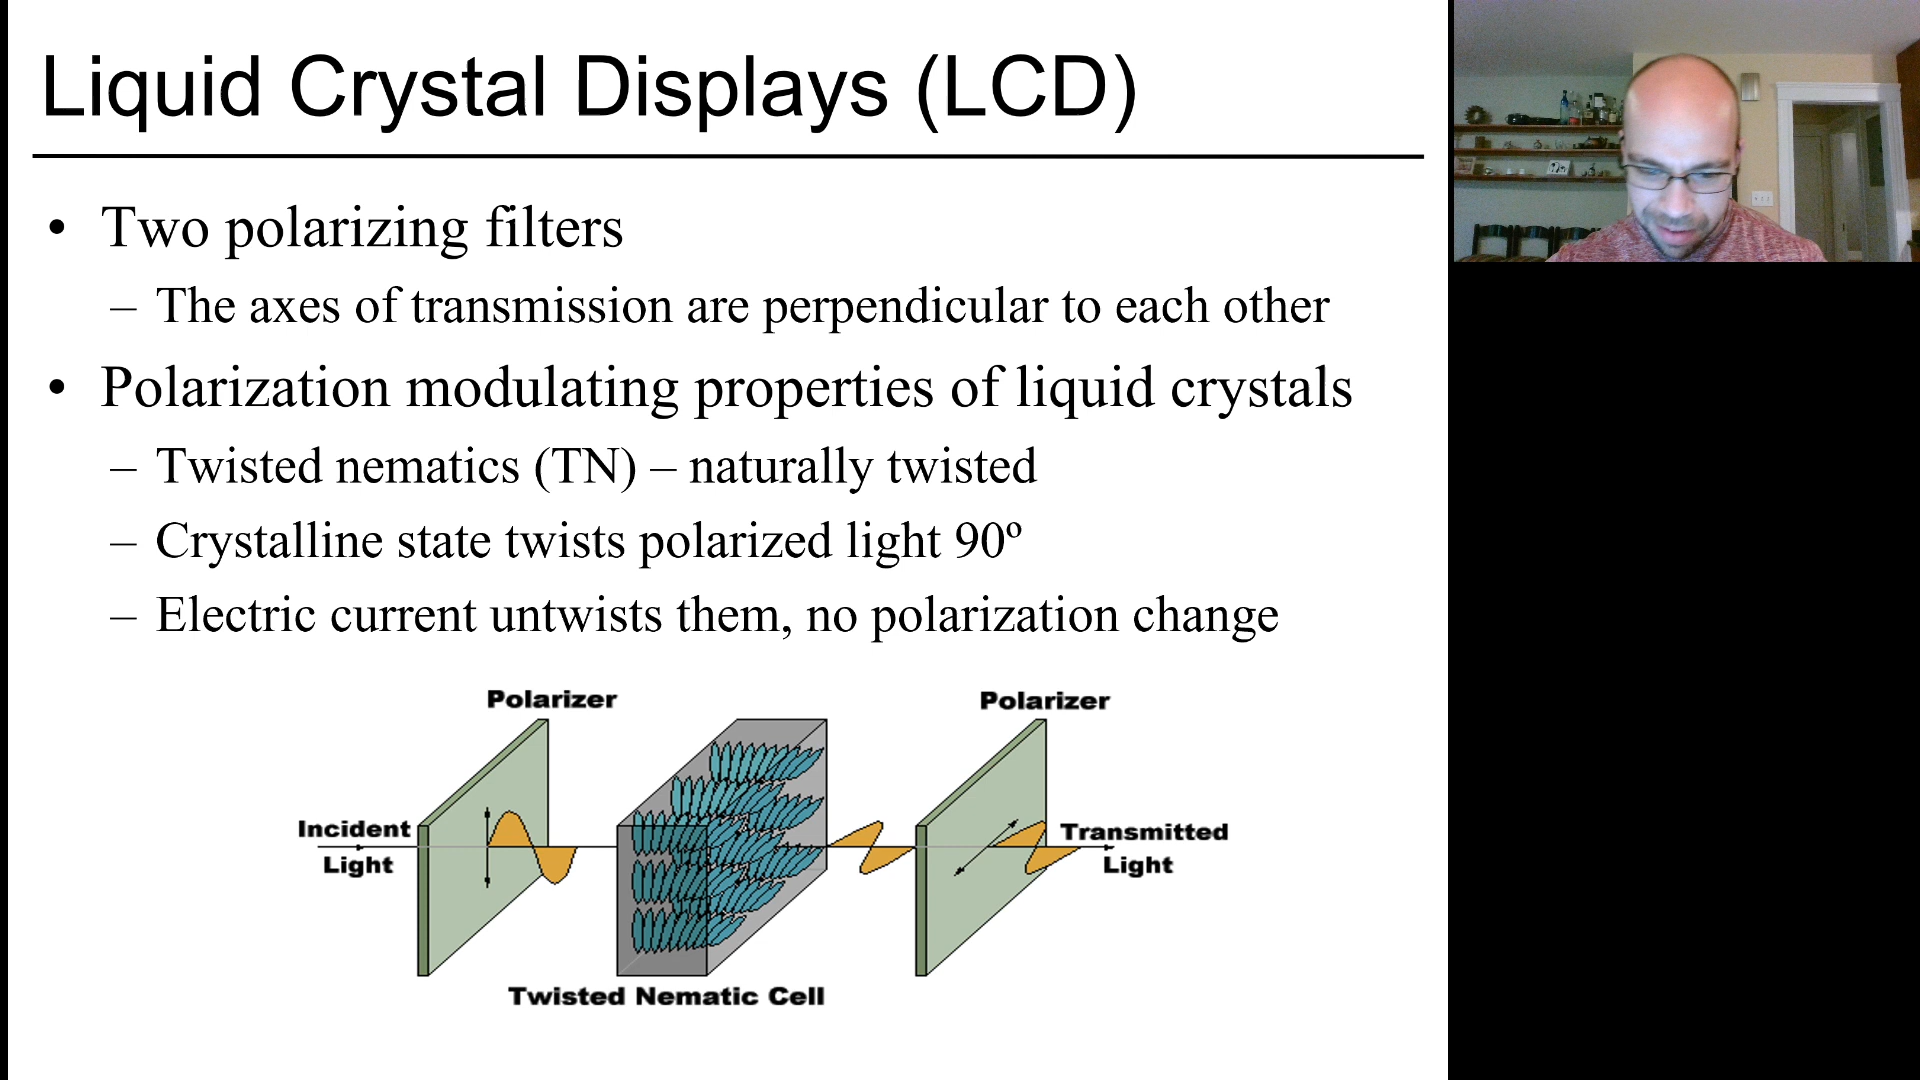 Liquid Crystal Displays (LCD)
• Two polarizing filters
– The axes of transmission are perpendicular to each other
• Polarization modulating properties of liquid crystals
– Twisted nematics (TN) – naturally twisted
– Crystalline state twists polarized light 90º
– Electric current untwists them, no polarization change
Polarizer
Polarizer
Incident
Light
Transmitted
Light
Twisted Nematic Cell